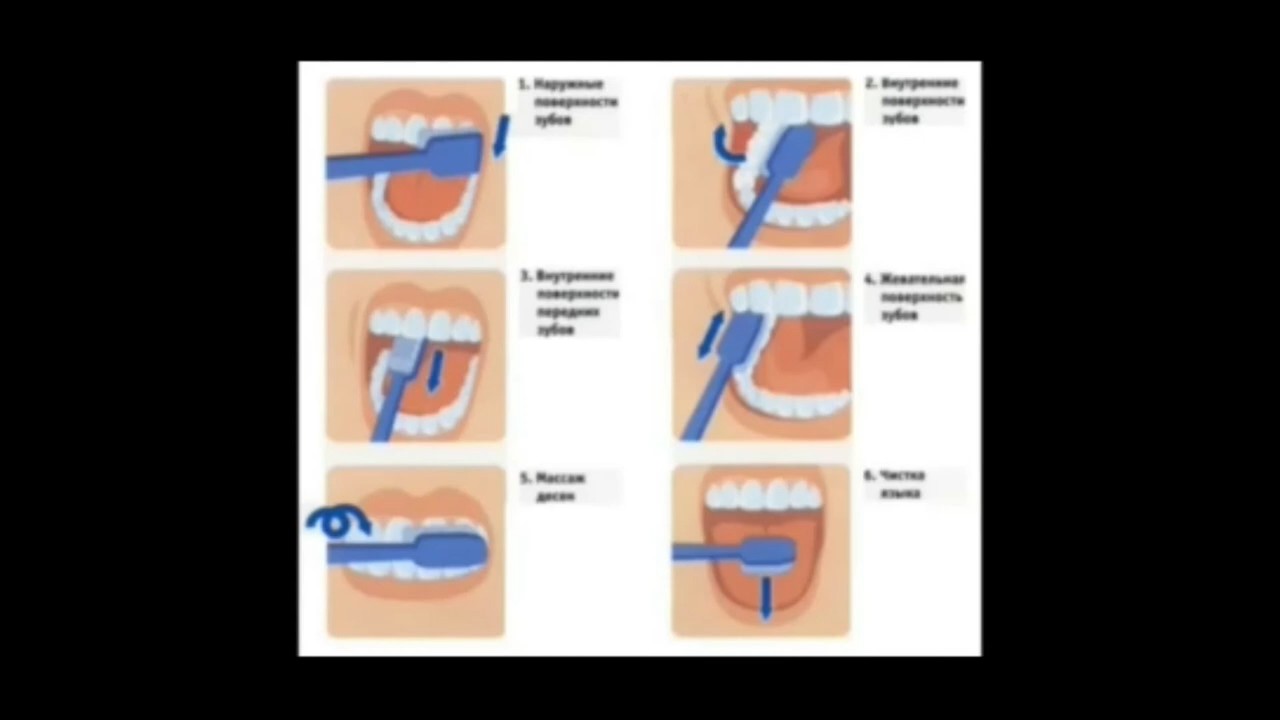 1. Наружные
поверхности
зубов
2. Внутренние
поверхности
зубов
3. Внутренние
поверхности
передних
зубов
4. Жевательная
поверхность
зубов
5. Массаж
десен
6. Чистка
языка